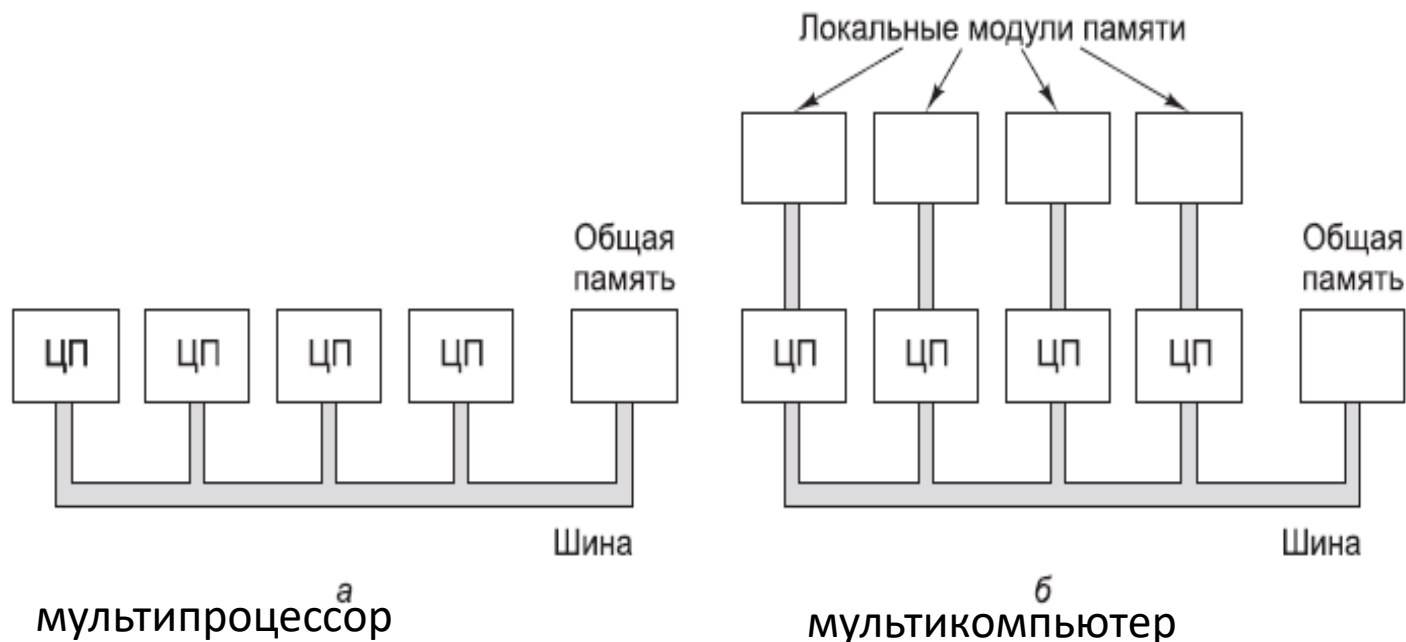 Локальные модули памяти
Общая
память
Общая
память
ЦП ЦП ЦП ЦП
ЦП ЦП ЦП ЦП
Шина
Шина
а
б
мультипроцессор
мультикомпьютер